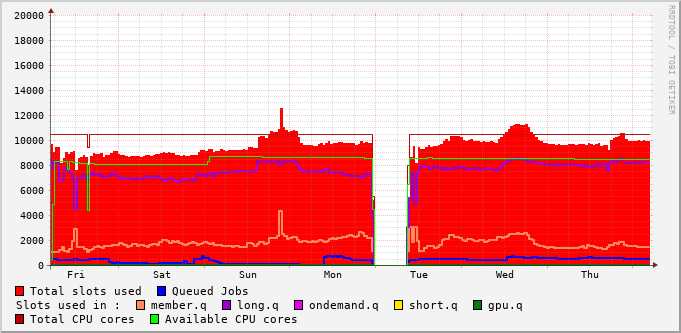 RRDTOOL / TOBI OETIKER
20000
18000
16000
14000
12000
10000
8000
6000
4000
2000
0
Fri Sat Sun Mon Tue Wed Thu
Total slots used Queued Jobs
Slots used in : member.q long.q ondemand.q short.q gpu.q
Total CPU cores Available CPU cores